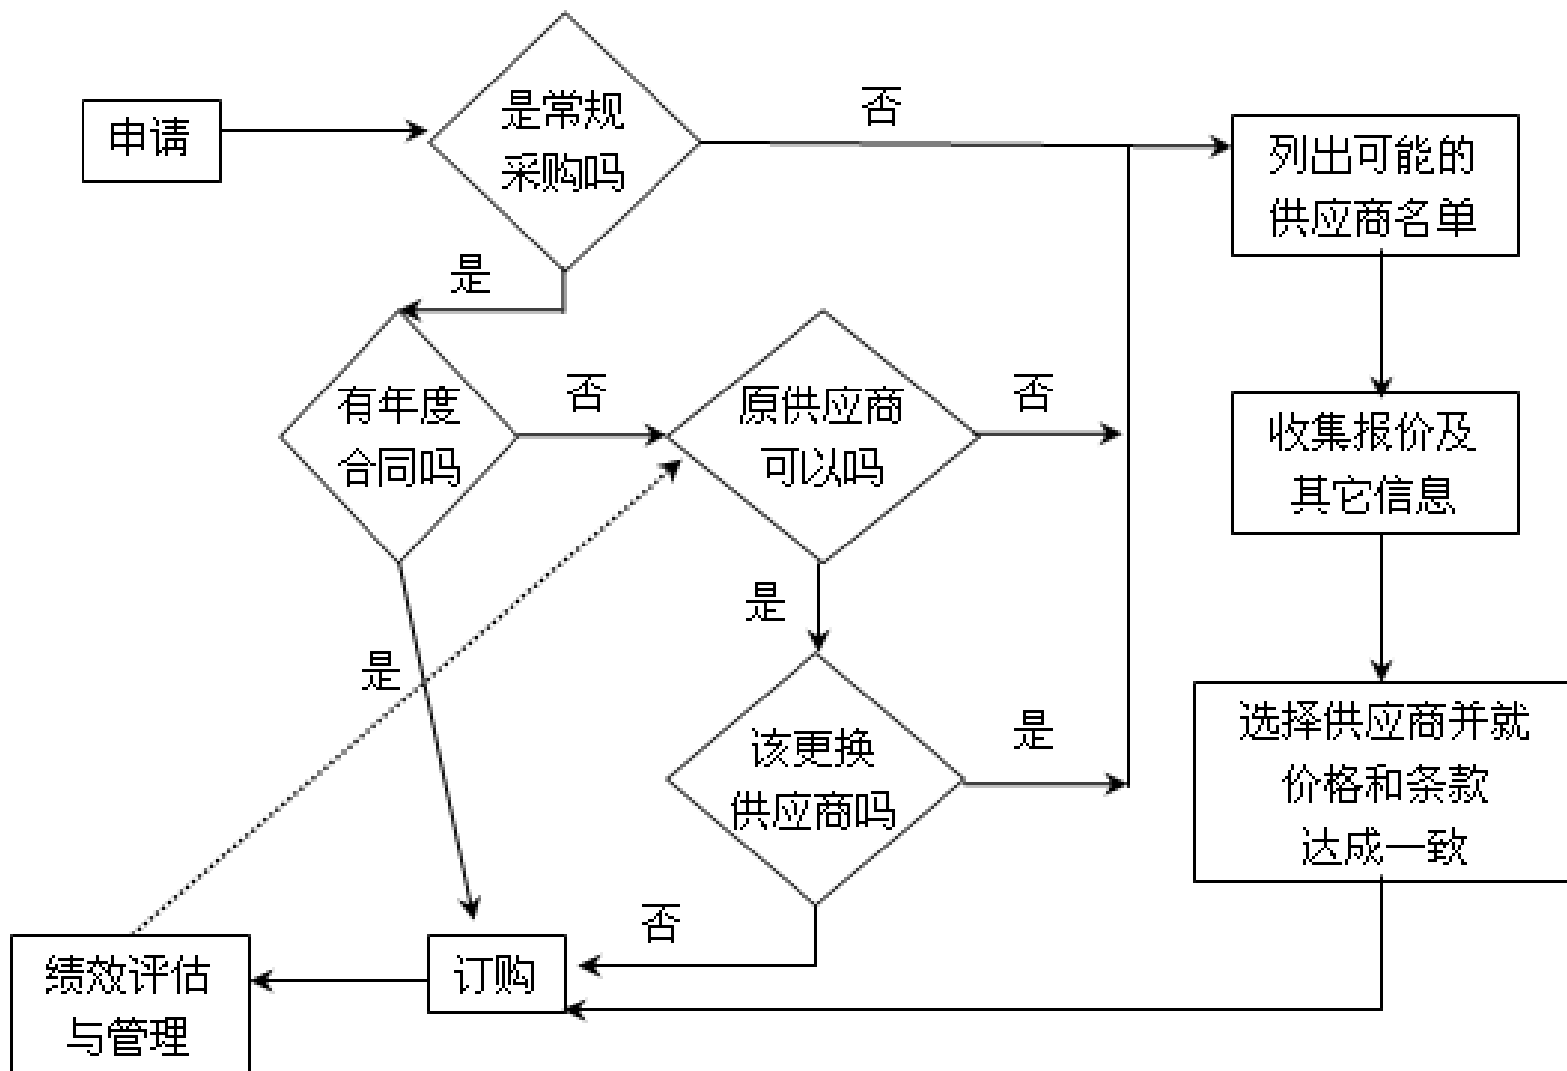 申请
是常规
采购吗
否
列出可能的
供应商名单
是
有年度
合同吗
否
原供应商
可以吗
否
收集报价及
其它信息
是
是
该更换
供应商吗
是
选择供应商并就
价格和条款
达成一致
否
订购
绩效评估
与管理